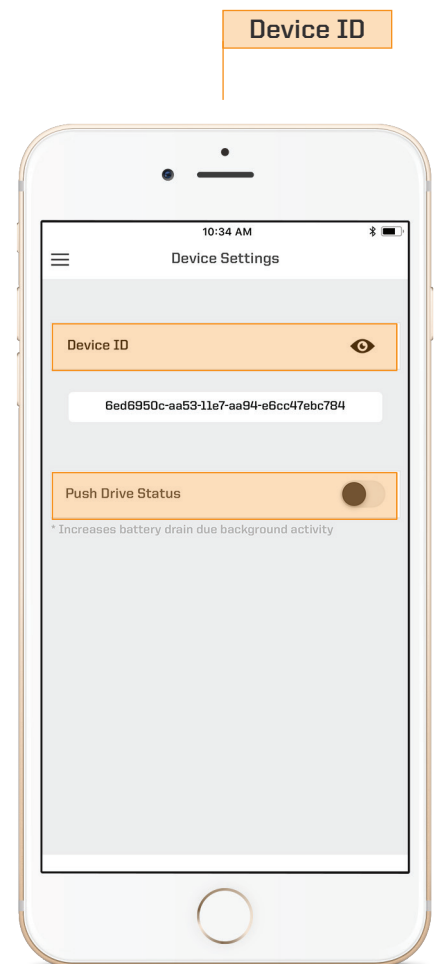 Device ID
10:34 AM
Device Settings
Device ID
6ed6950c-aa53-11e7-aa94-e6cc47ebc784
Push Drive Status
* Increases battery drain due background activity